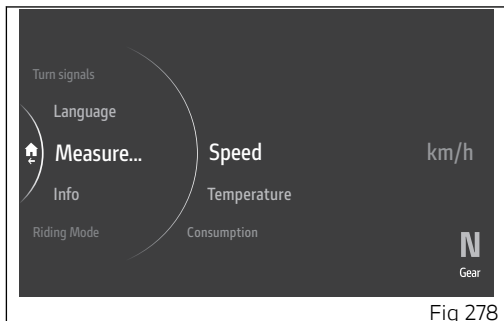 Turn signals
Language
Measure... Speed km/h
Info Temperature
Riding Mode Consumption
N
Gear
Fig 278